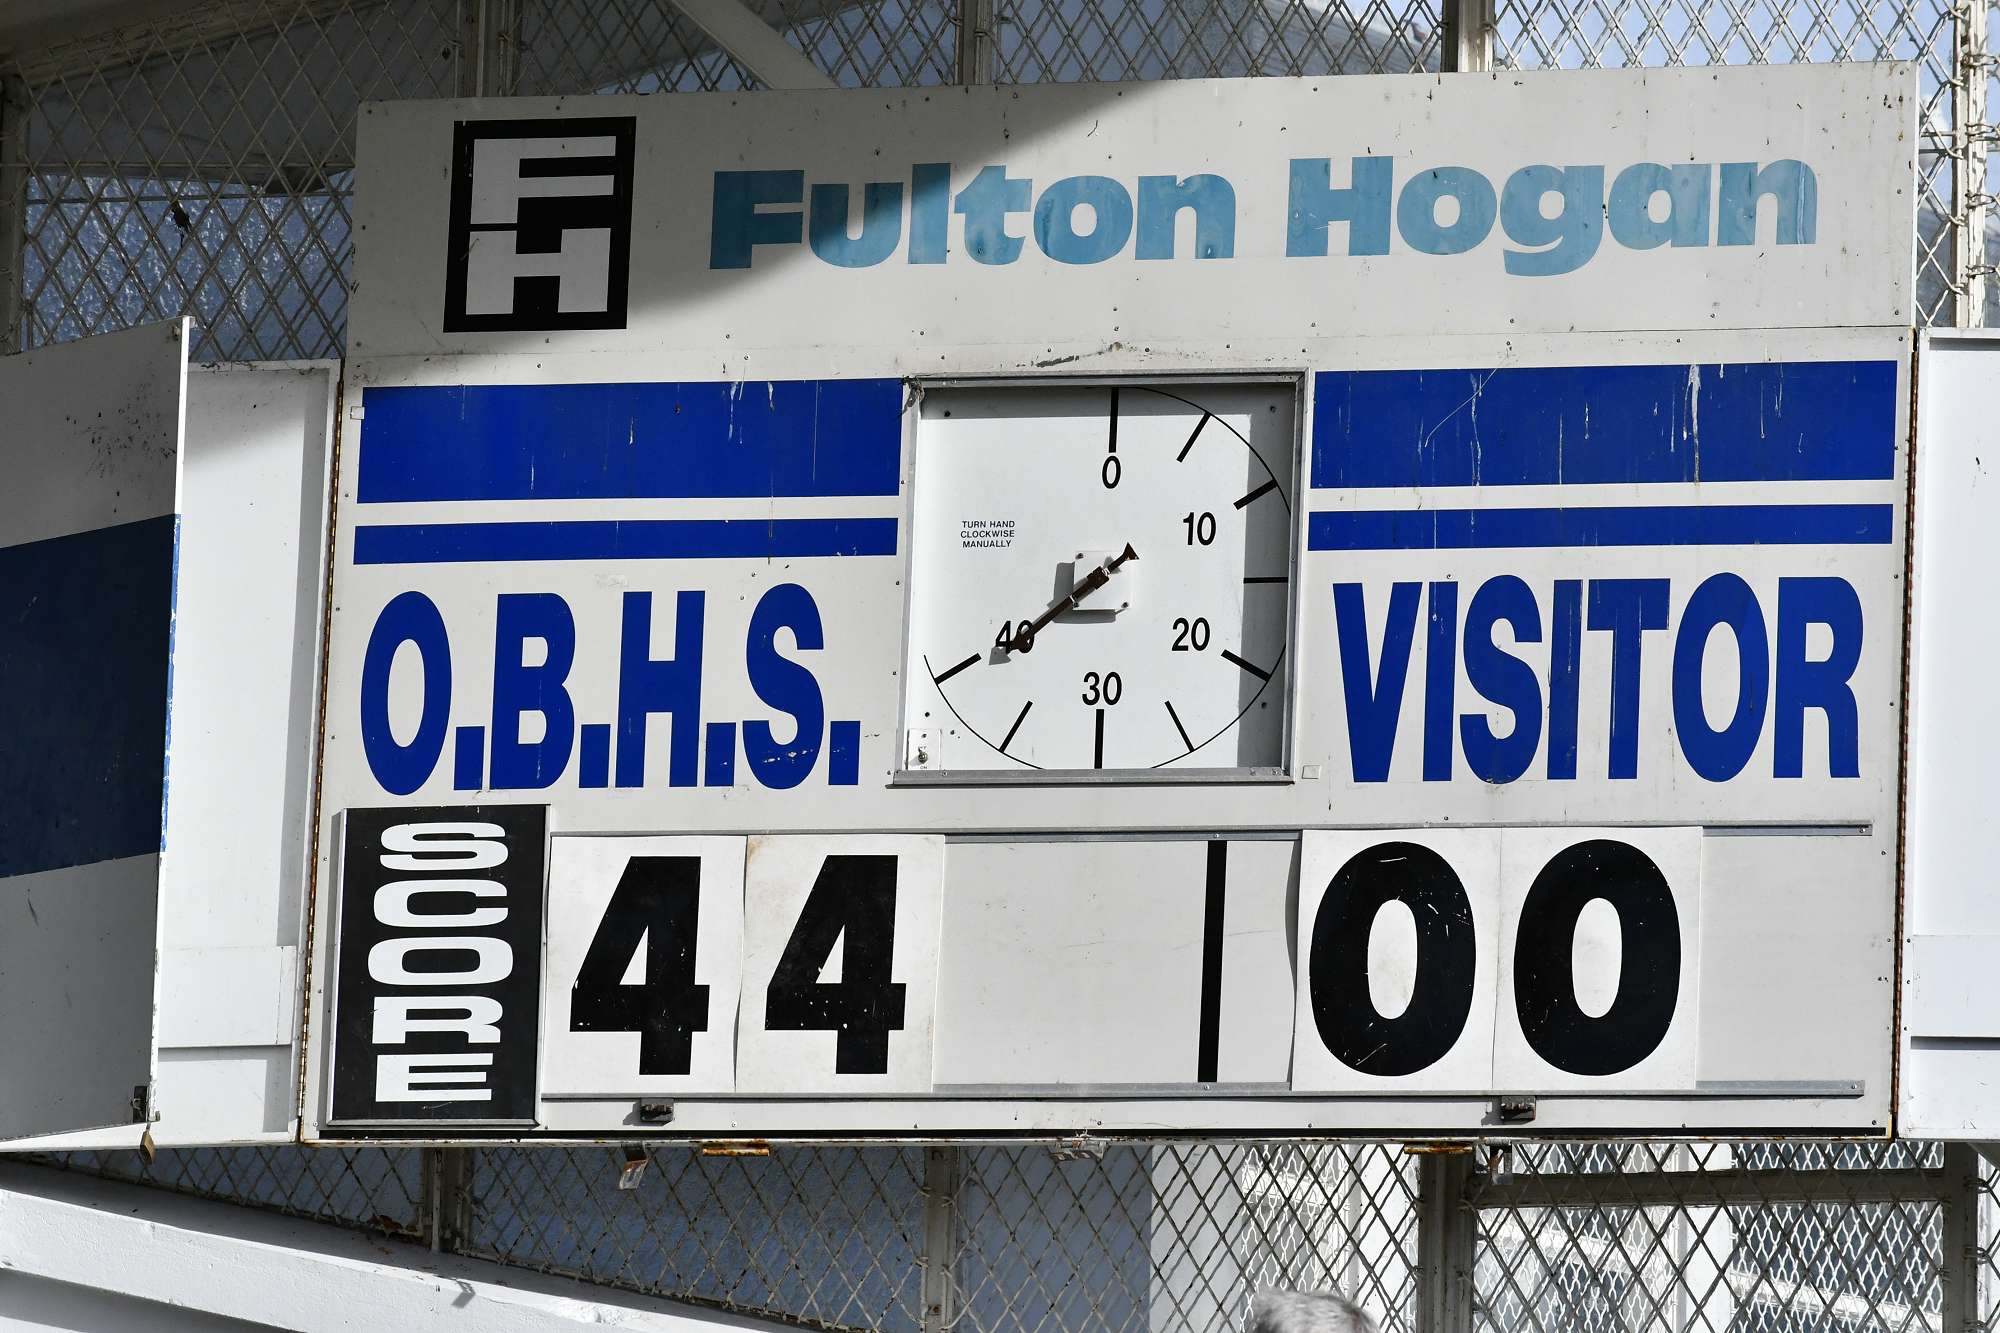 FH Fulton Hogan
0
10
TURN HAND
CLOCKWISE
MANUALLY
40
20
30
O.B.H.S. VISITOR
SCORE 44 00